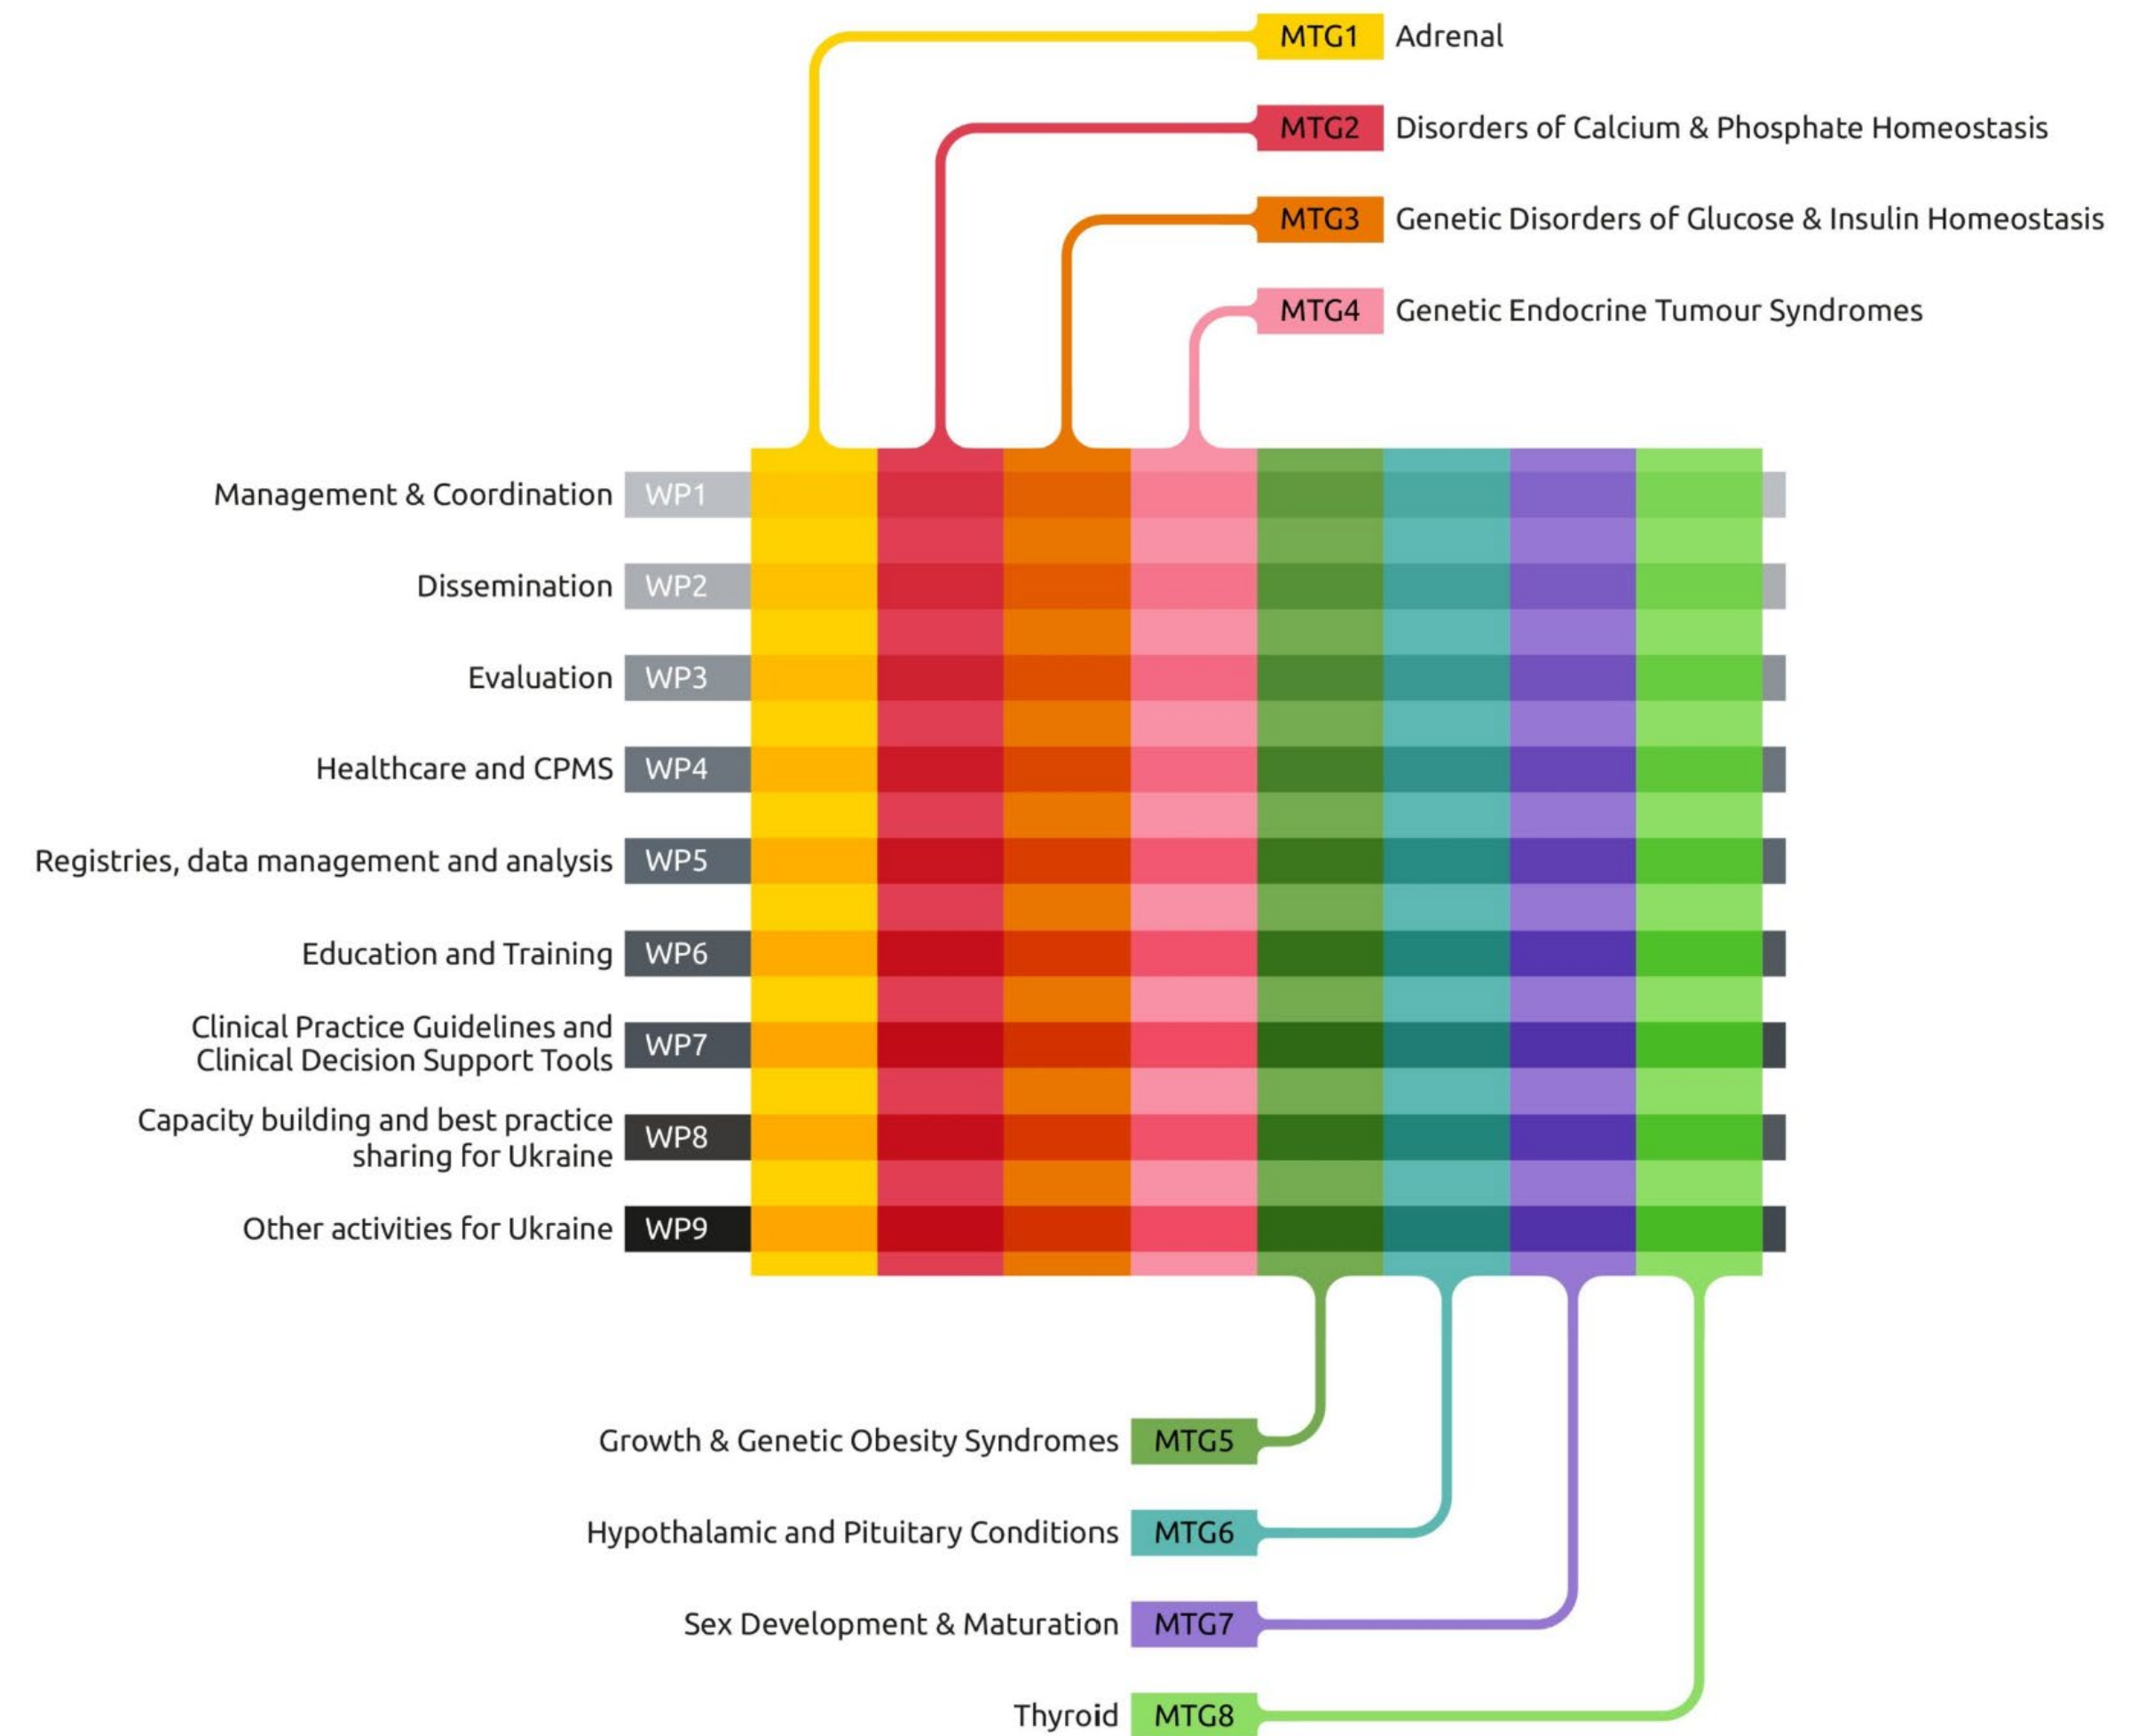 MTG1 Adrenal
MTG2 Disorders of Calcium & Phosphate Homeostasis
MTG3 Genetic Disorders of Glucose & Insulin Homeostasis
MTG4 Genetic Endocrine Tumour Syndromes
Management & Coordination WP1
Dissemination WP2
Evaluation WP3
Healthcare and CPMS WP4
Registries, data management and analysis WP5
Education and Training WP6
Clinical Practice Guidelines and
Clinical Decision Support Tools WP7
Capacity building and best practice
sharing for Ukraine WP8
Other activities for Ukraine WP9
Growth & Genetic Obesity Syndromes MTG5
Hypothalamic and Pituitary Conditions MTG6
Sex Development & Maturation MTG7
Thyroid MTG8